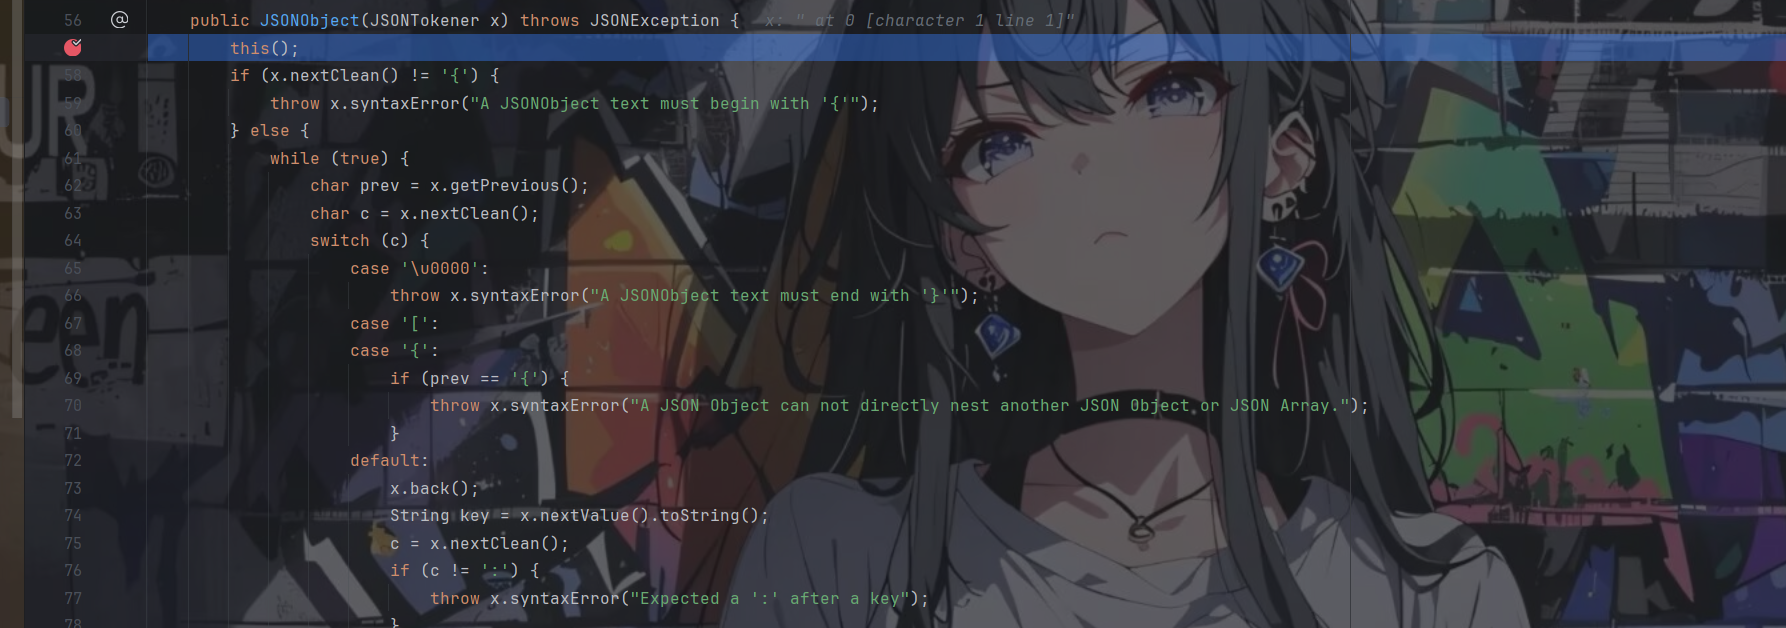 56 @ public JSONObject(JSONTokener x) throws JSONException { x: " at 0 [character 1 line 1]"
this();
58 if (x.nextClean() != '{') {
59 throw x.syntaxError("A JSONObject text must begin with '{'");
60 } else {
61 while (true) {
62 char prev = x.getPrevious();
63 char c = x.nextClean();
64 switch (c) {
65 case '\u0000':
66 throw x.syntaxError("A JSONObject text must end with '}'");
67 case '[':
68 case '{':
69 if (prev == '{') {
70 throw x.syntaxError("A JSON Object can not directly nest another JSON Object or JSON Array.");
71 }
72 default:
73 x.back();
74 String key = x.nextValue().toString();
75 c = x.nextClean();
76 if (c != ':') {
77 throw x.syntaxError("Expected a ':' after a key");
78 }